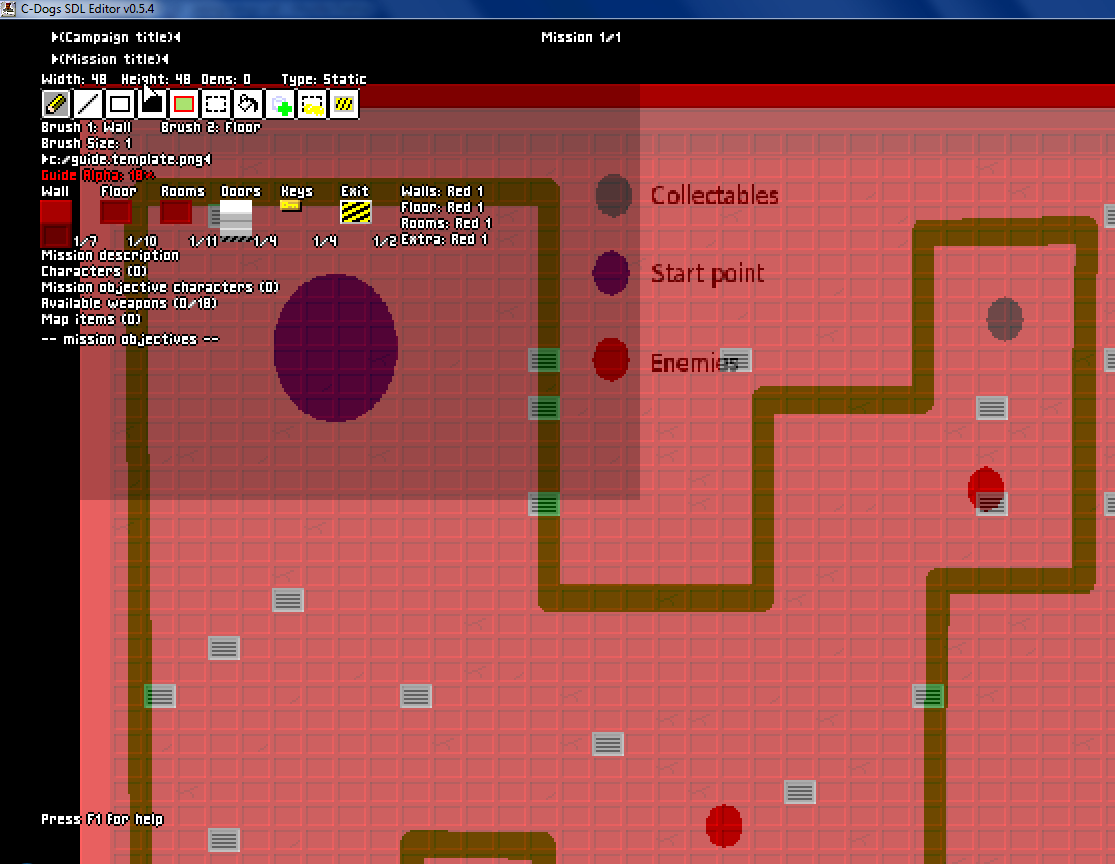 C-Dogs SDL Editor v0.5.4
(Campaign title)
Mission 1/1
(Mission title)
Width: 48 Height: 48 Dens: 0 Type: Static
Brush 1: Wall Brush 2: Floor
Brush Size: 1
c:/guide.template.png
Guide Alpha: 18%
Wall Floor Rooms Doors Keys Exit
Walls: Red 1
Floor: Red 1
Rooms: Red 1
1/7 1/10 1/11 1/4 1/4 1/2 Extra: Red 1
Mission description
Characters (0)
Mission objective characters (0)
Available weapons (0/18)
Map items (0)
-- mission objectives --
Collectables
Start point
Enemies
Press F1 for help